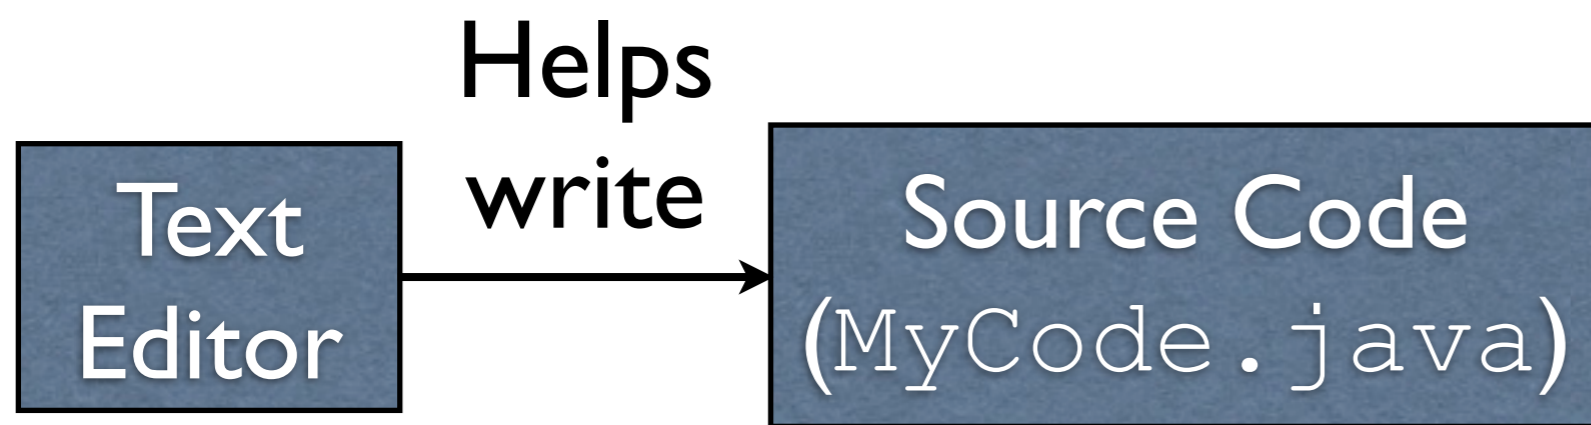 Helps
write
Text
Editor
Source Code
(MyCode.java)